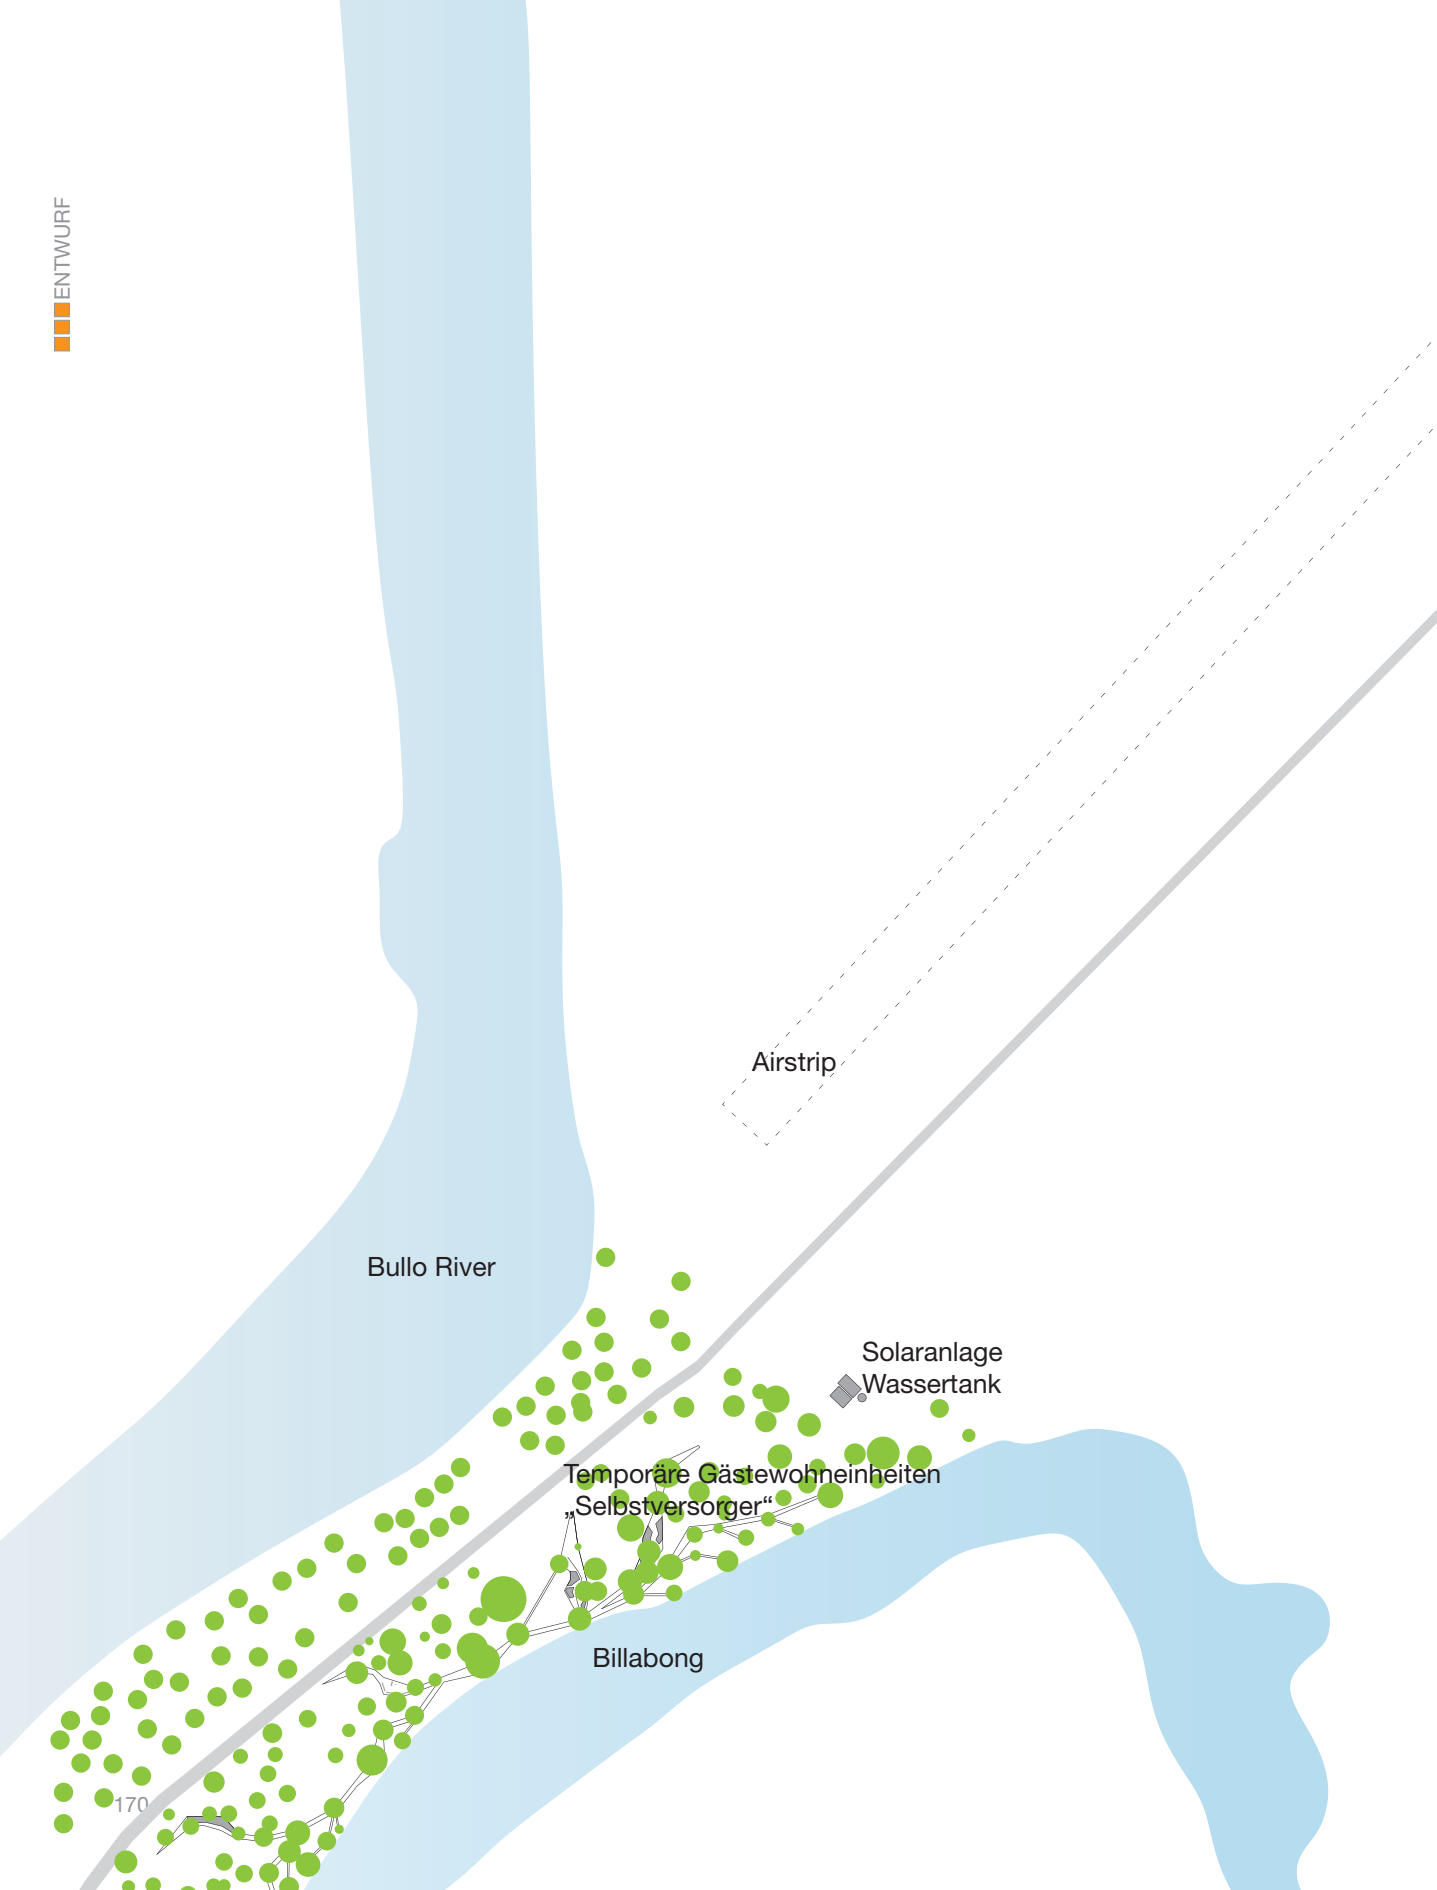 ENTWURF
Airstrip
Bullo River
Solaranlage
Wassertank
Temporäre Gästewohneinheiten
„Selbstversorger“
Billabong
170